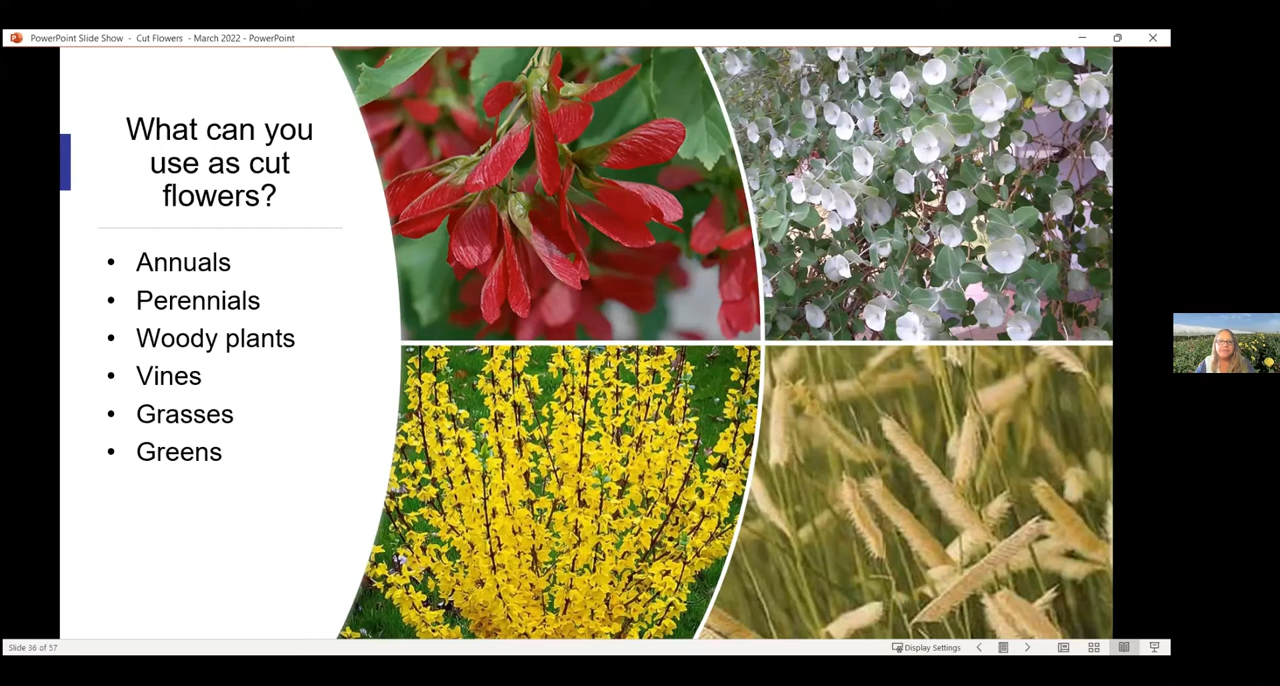 PowerPoint Slide Show - Cut Flowers - March 2022 - PowerPoint
What can you
use as cut
flowers?
• Annuals
• Perennials
• Woody plants
• Vines
• Grasses
• Greens
Slide 36 of 57
Display Settings